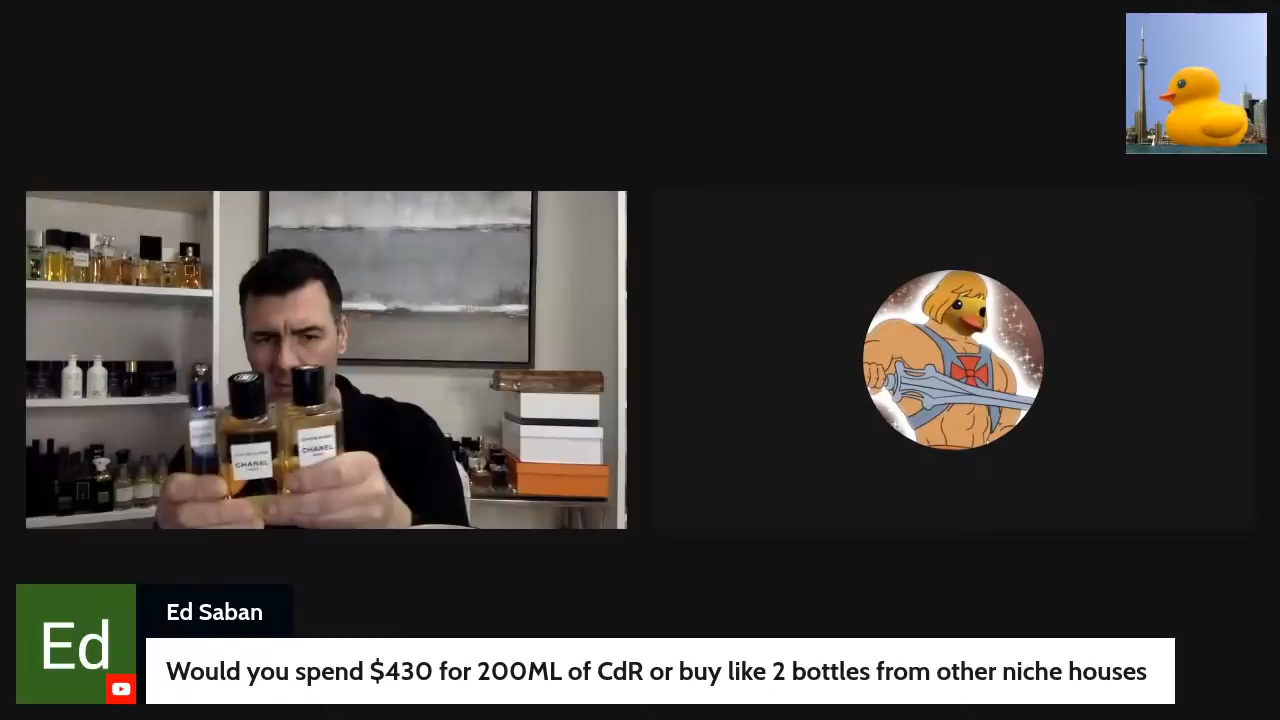 CHANEL
CHANEL
Ed
Ed Saban
Would you spend $430 for 200ML of CdR or buy like 2 bottles from other niche houses